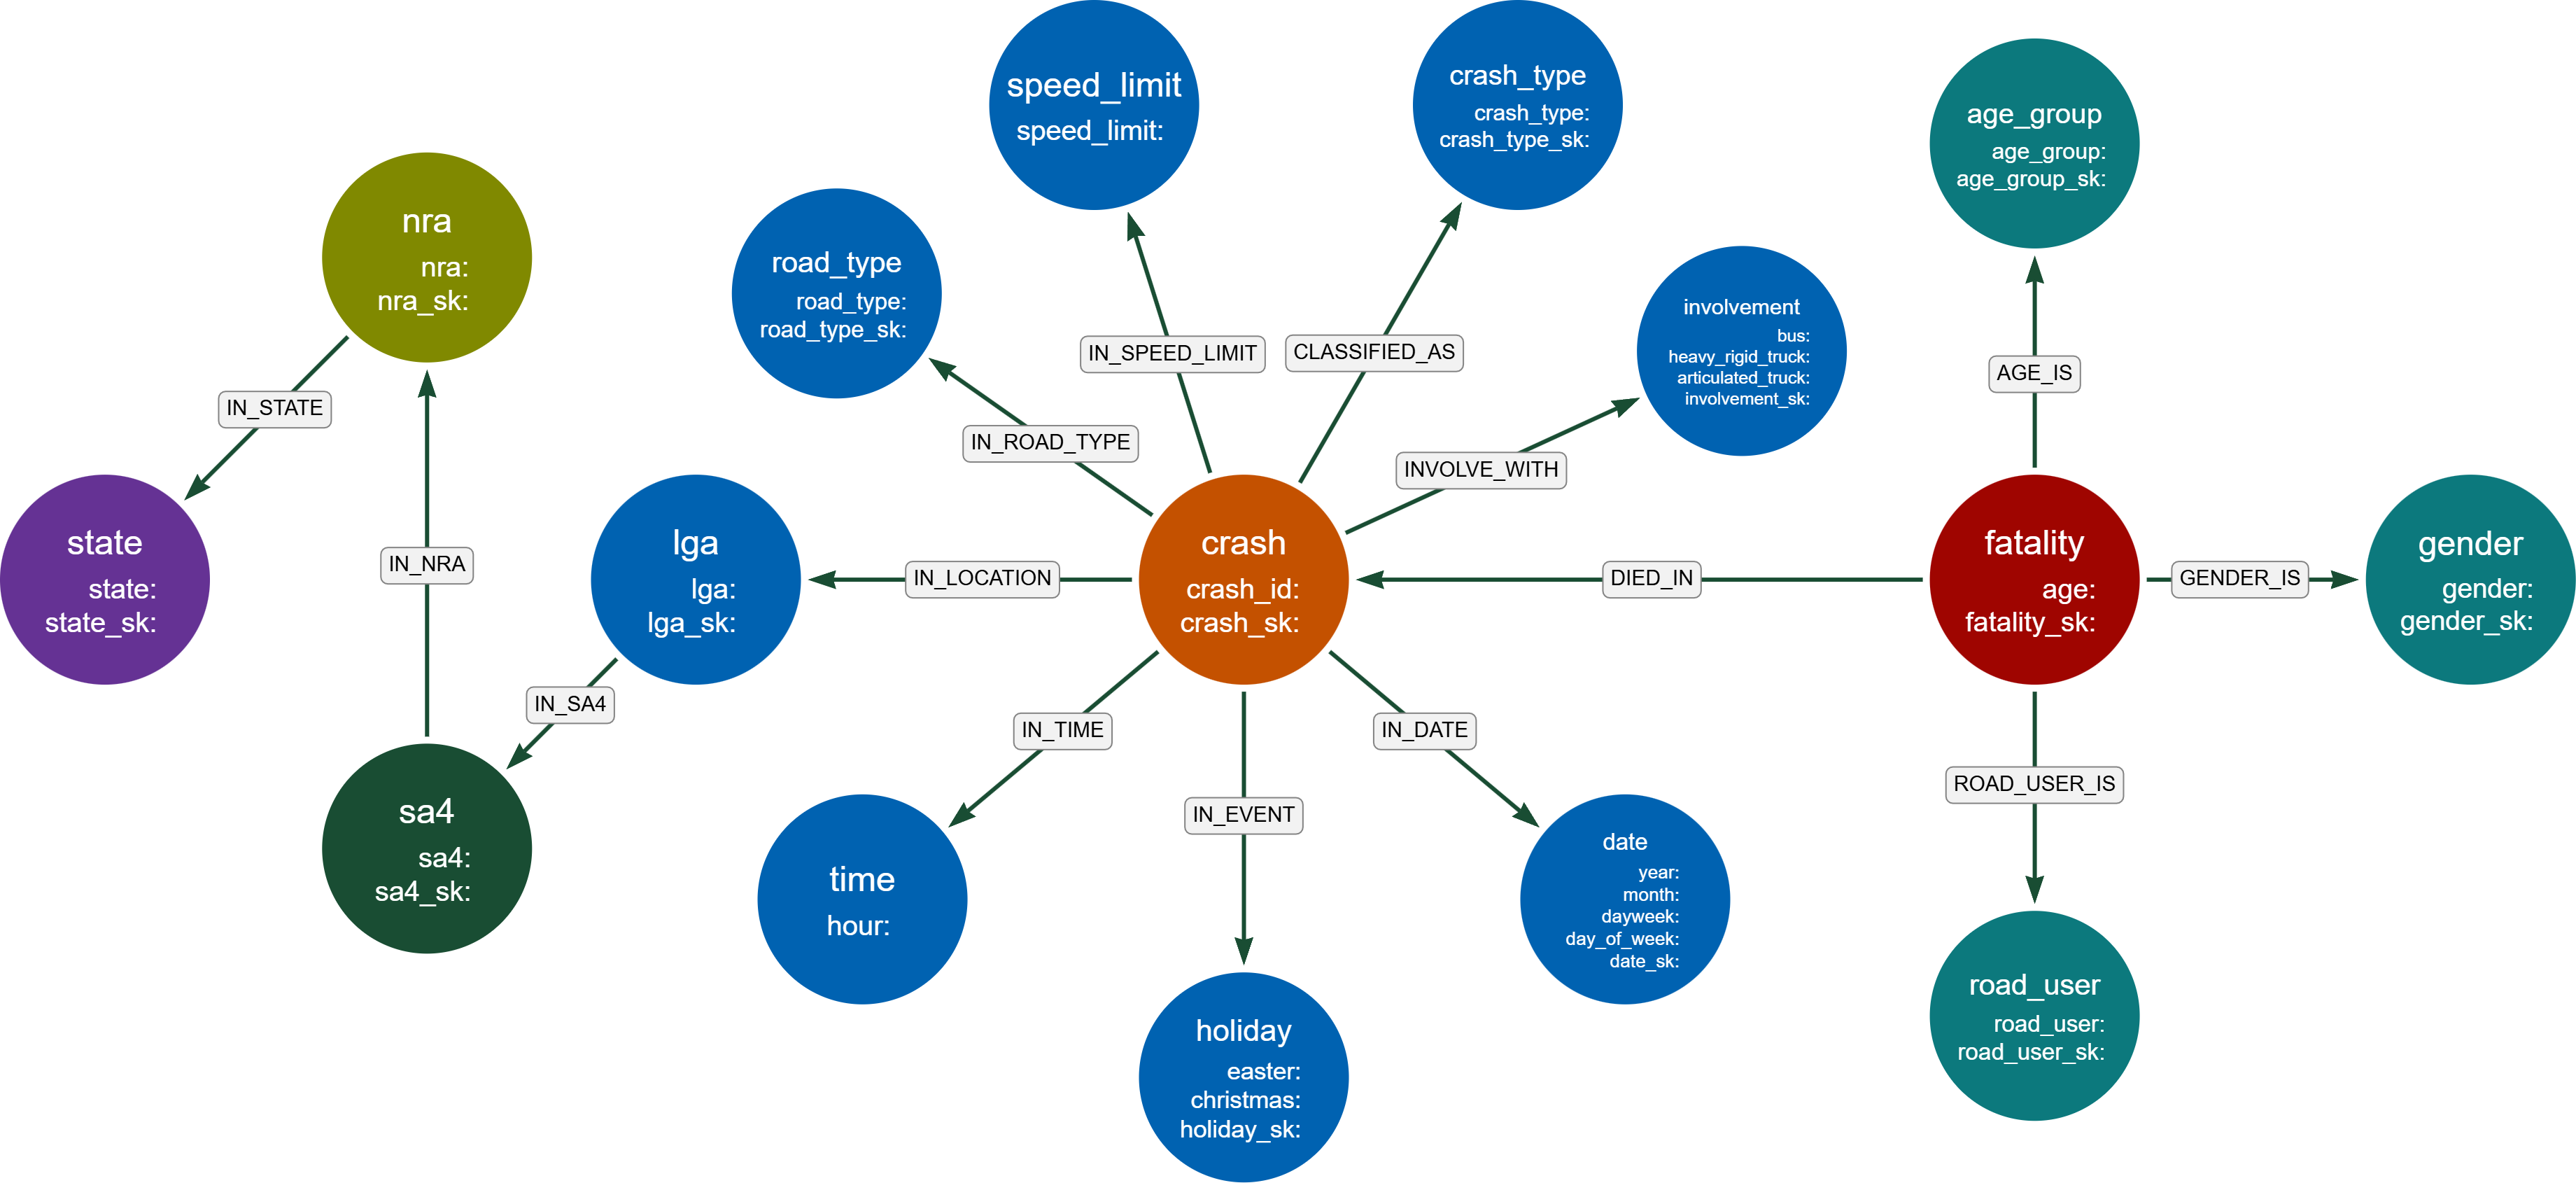 speed_limit
speed_limit:
crash_type
crash_type:
crash_type_sk:
age_group
age_group:
age_group_sk:
nra
nra:
nra_sk:
road_type
road_type:
road_type_sk:
involvement
bus:
heavy_rigid_truck:
articulated_truck:
involvement_sk:
IN_SPEED_LIMIT
CLASSIFIED_AS
AGE_IS
IN_STATE
IN_ROAD_TYPE
INVOLVE_WITH
state
state:
state_sk:
IN_NRA
lga
lga:
lga_sk:
IN_LOCATION
crash
crash_id:
crash_sk:
DIED_IN
fatality
age:
fatality_sk:
GENDER_IS
gender
gender:
gender_sk:
IN_SA4
IN_TIME
IN_DATE
ROAD_USER_IS
IN_EVENT
sa4
sa4:
sa4_sk:
time
hour:
date
year:
month:
dayweek:
day_of_week:
date_sk:
road_user
road_user:
road_user_sk:
holiday
easter:
christmas:
holiday_sk: